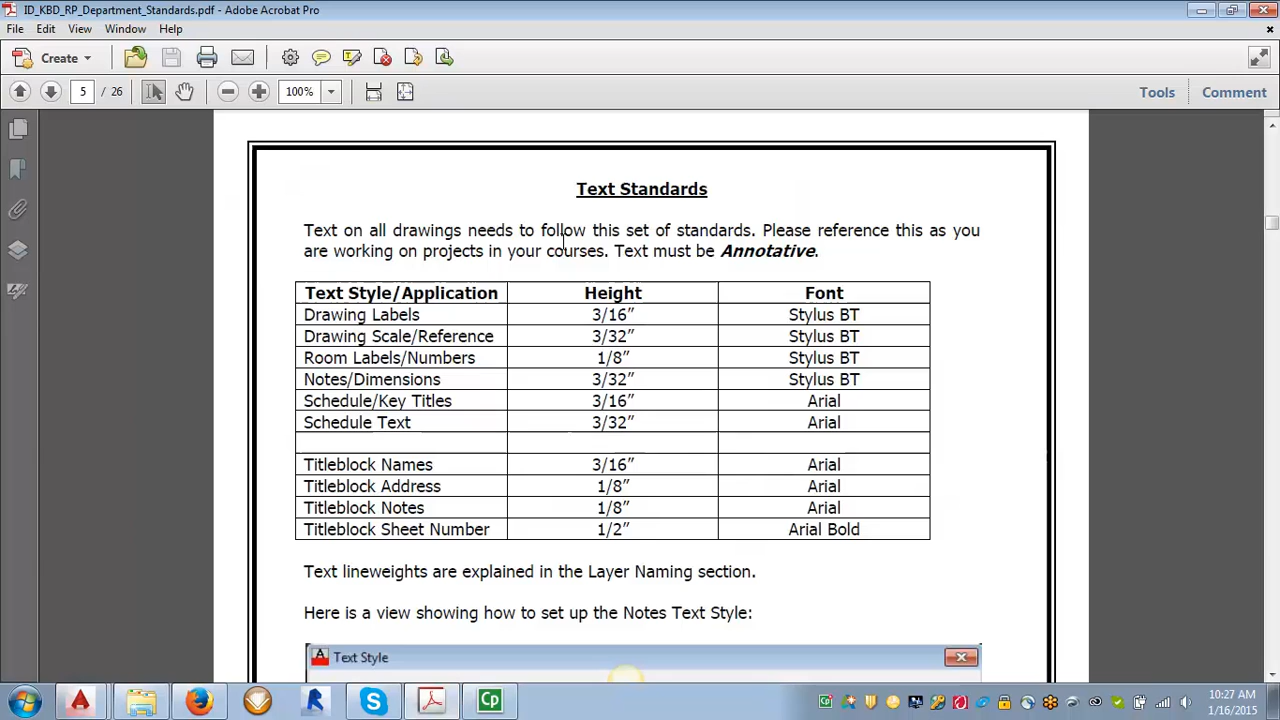 ID_KBD_RP_Department_Standards.pdf - Adobe Acrobat Pro
File Edit View Window Help
Create
5 / 26 100% Tools Comment
Text Standards
Text on all drawings needs to follow this set of standards. Please reference this as you
are working on projects in your courses. Text must be Annotative.
Text Style/Application Height Font
Drawing Labels 3/16” Stylus BT
Drawing Scale/Reference 3/32” Stylus BT
Room Labels/Numbers 1/8” Stylus BT
Notes/Dimensions 3/32” Stylus BT
Schedule/Key Titles 3/16” Arial
Schedule Text 3/32” Arial
Titleblock Names 3/16” Arial
Titleblock Address 1/8” Arial
Titleblock Notes 1/8” Arial
Titleblock Sheet Number 1/2” Arial Bold
Text lineweights are explained in the Layer Naming section.
Here is a view showing how to set up the Notes Text Style:
Text Style
Cp
10:27 AM
1/16/2015